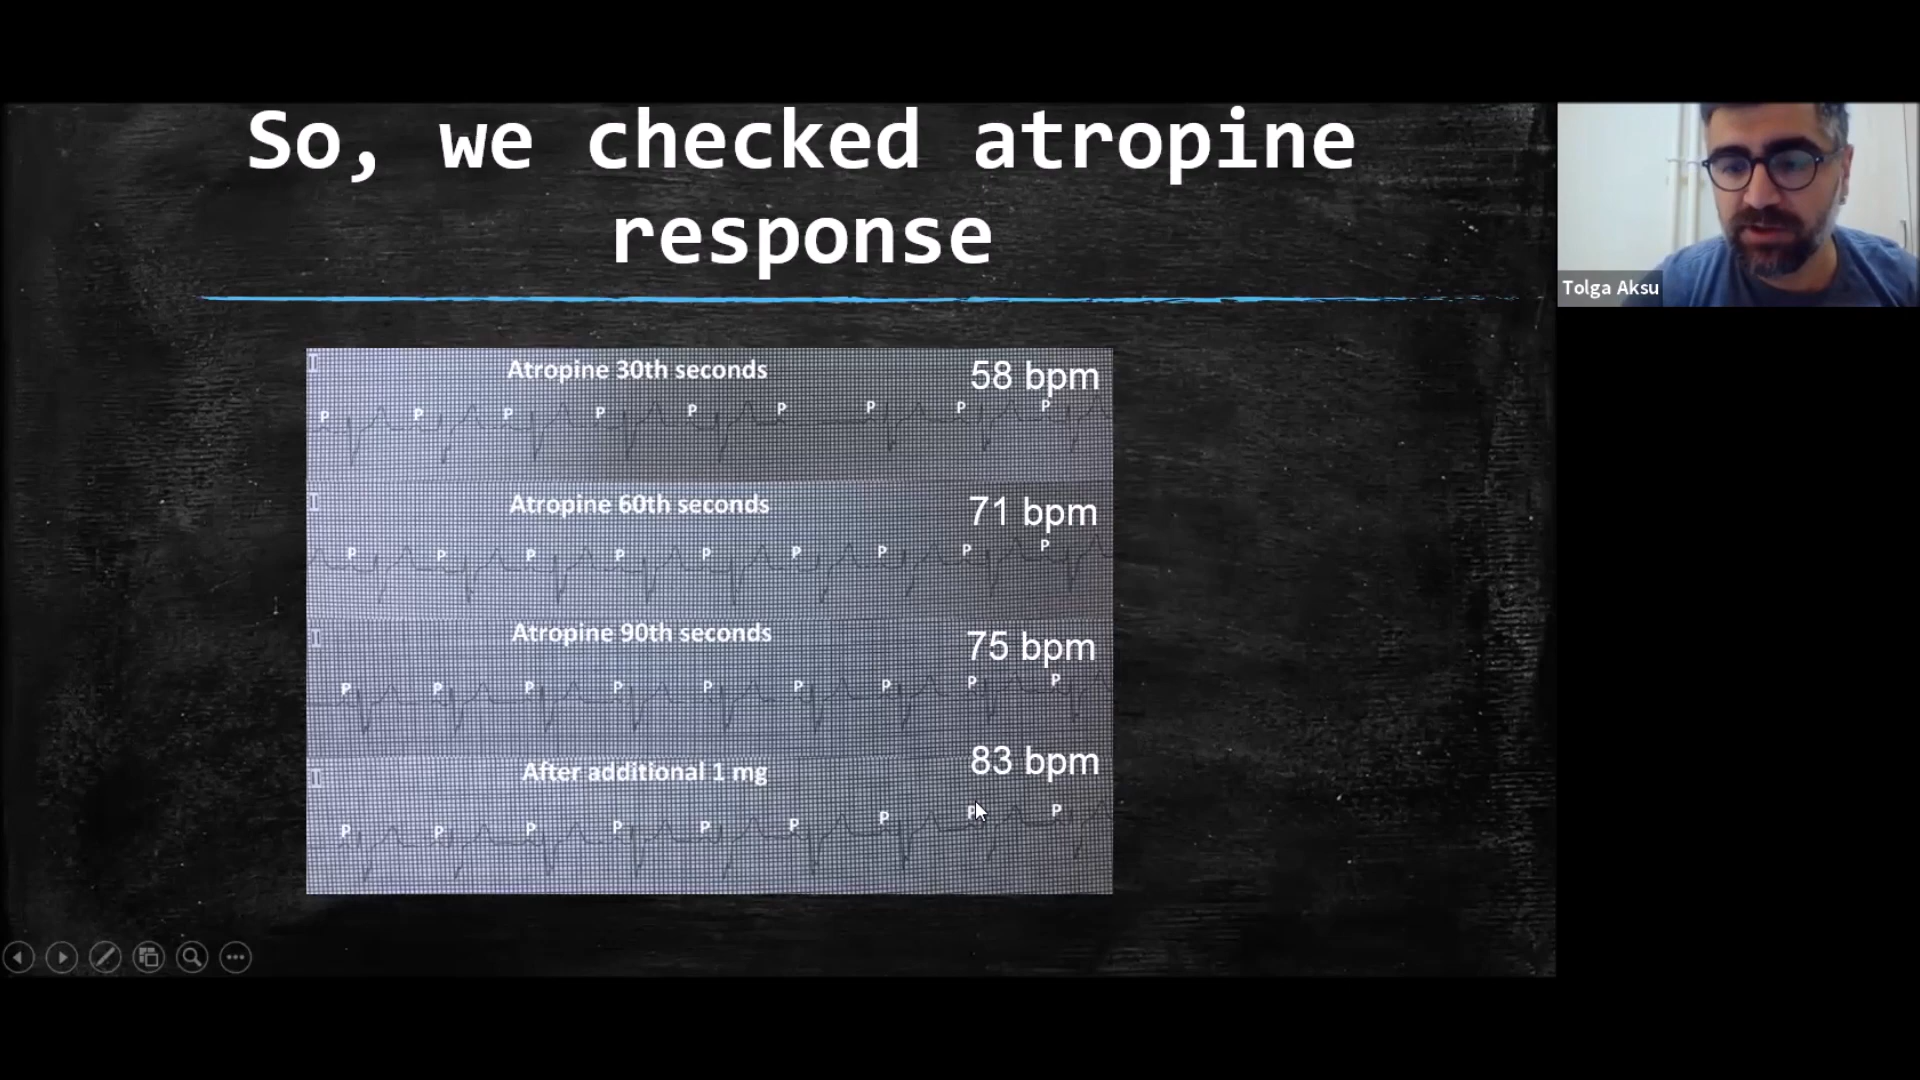 So, we checked atropine
response
Tolga Aksu
Atropine 30th seconds
58 bpm
P P P P P P P P P
Atropine 60th seconds
71 bpm
P P P P P P P P P
Atropine 90th seconds
75 bpm
P P P P P P P P P
After additional 1 mg
83 bpm
P P P P P P P P P